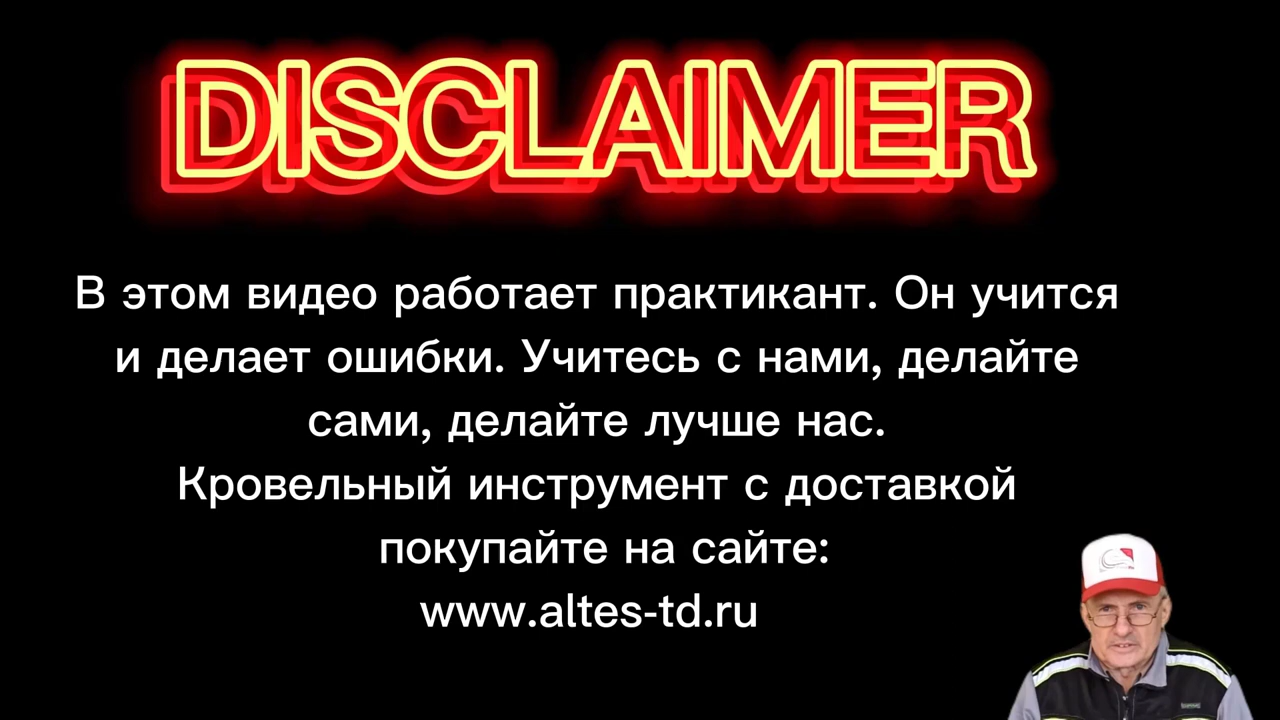 DISCLAIMER
В этом видео работает практикант. Он учится
и делает ошибки. Учитесь с нами, делайте
сами, делайте лучше нас.
Кровельный инструмент с доставкой
покупайте на сайте:
www.altes-td.ru